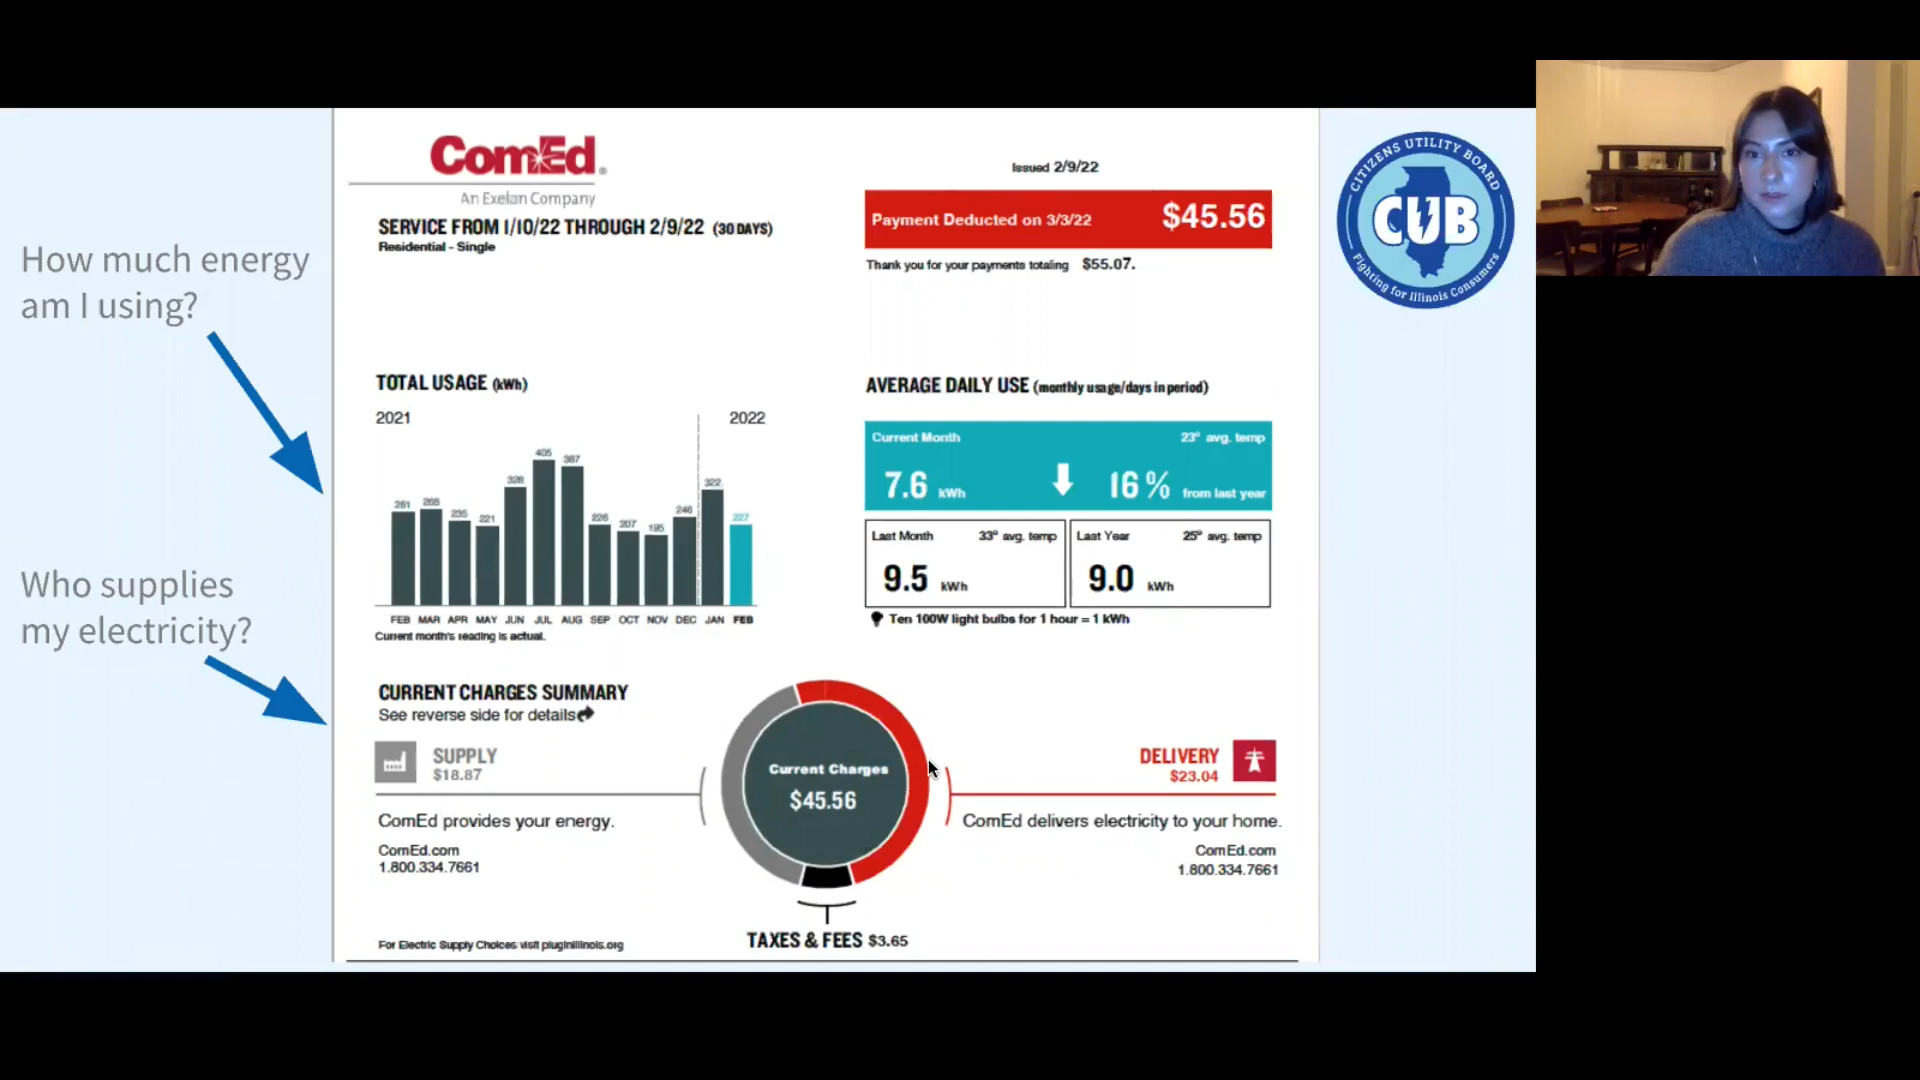 How much energy
am I using?
Who supplies
my electricity?
ComEd®
An Exelon Company
SERVICE FROM 1/10/22 THROUGH 2/9/22 (30 DAYS)
Residential - Single
Issued 2/9/22
Payment Deducted on 3/3/22 $45.56
Thank you for your payments totaling $55.07.
TOTAL USAGE (kWh)
2021 2022
261 268 235 221 328 405 387 226 207 195 246 322 227
FEB MAR APR MAY JUN JUL AUG SEP OCT NOV DEC JAN FEB
Current month's reading is actual.
AVERAGE DAILY USE (monthly usage/days in period)
Current Month 23° avg. temp
7.6 kWh 16% from last year
Last Month 33° avg. temp
9.5 kWh
Last Year 25° avg. temp
9.0 kWh
Ten 100W light bulbs for 1 hour = 1 kWh
CURRENT CHARGES SUMMARY
See reverse side for details
SUPPLY
$18.87
ComEd provides your energy.
ComEd.com
1.800.334.7661
Current Charges
$45.56
DELIVERY
$23.04
ComEd delivers electricity to your home.
ComEd.com
1.800.334.7661
TAXES & FEES $3.65
For Electric Supply Choices visit pluginillinois.org
CITIZENS UTILITY BOARD
CUB
Fighting for Illinois Consumers